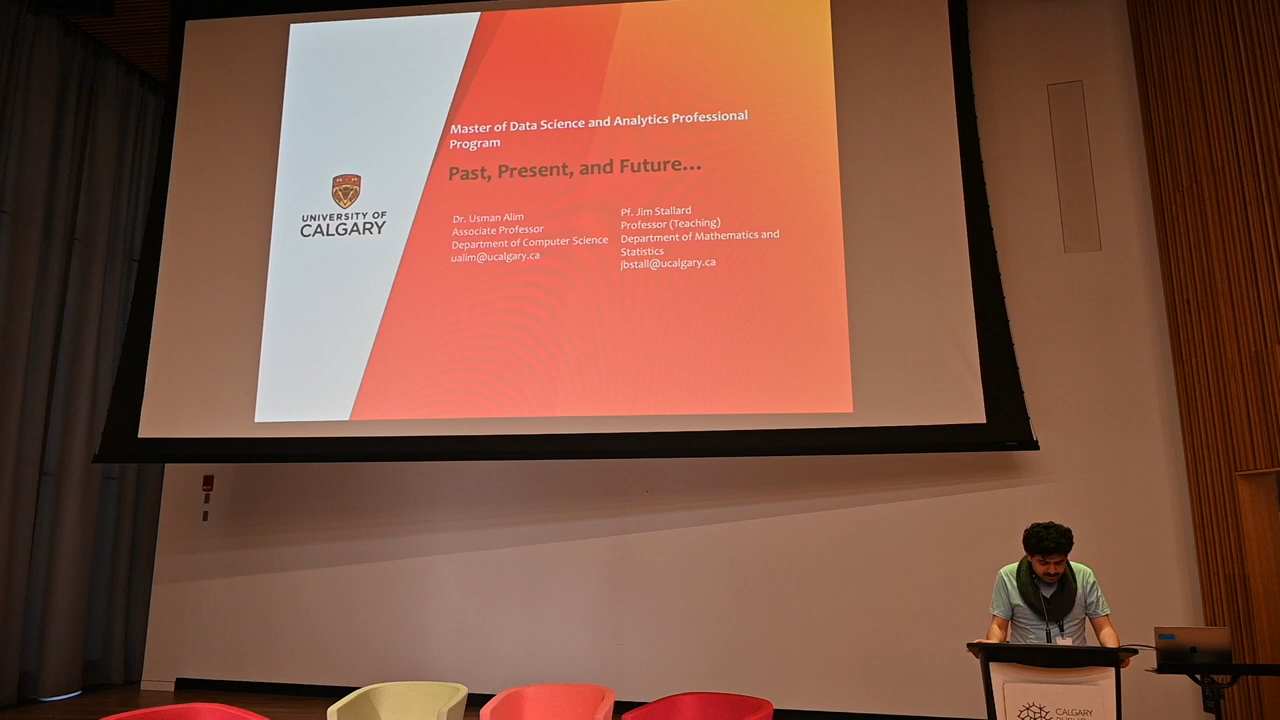 Master of Data Science and Analytics Professional
Program
Past, Present, and Future...
UNIVERSITY OF
CALGARY
Dr. Usman Alim
Associate Professor
Department of Computer Science
ualim@ucalgary.ca
Pf. Jim Stallard
Professor (Teaching)
Department of Mathematics and
Statistics
jbstall@ucalgary.ca
CALGARY